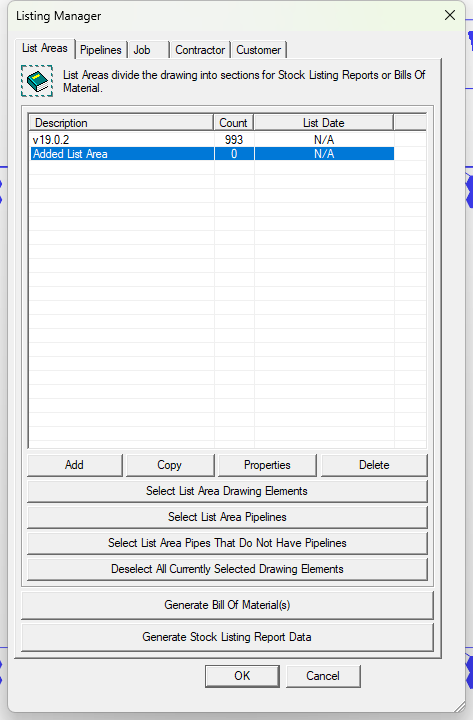 Listing Manager
List Areas Pipelines Job Contractor Customer
List Areas divide the drawing into sections for Stock Listing Reports or Bills Of
Material.
Description Count List Date
v19.0.2 993 N/A
Added List Area 0 N/A
Add Copy Properties Delete
Select List Area Drawing Elements
Select List Area Pipelines
Select List Area Pipes That Do Not Have Pipelines
Deselect All Currently Selected Drawing Elements
Generate Bill Of Material(s)
Generate Stock Listing Report Data
OK Cancel